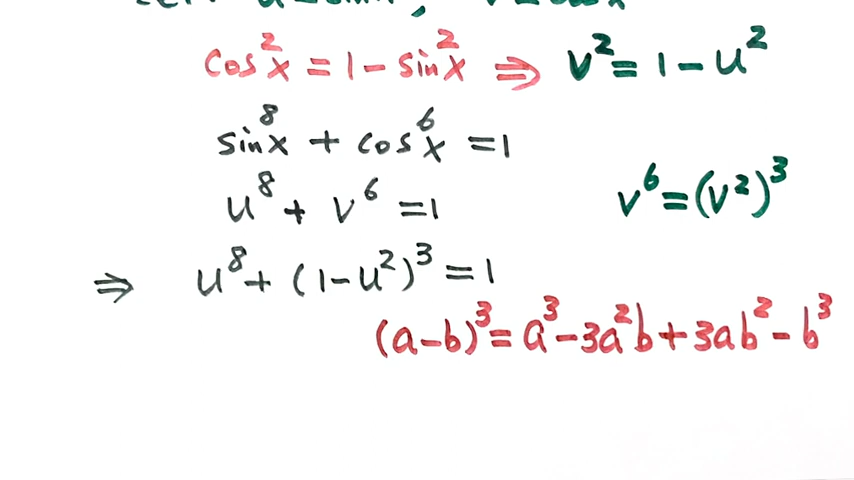 cos²x = 1 - sin²x ⇒ v² = 1 - u²
sin⁸x + cos⁶x = 1
u⁸ + v⁶ = 1
v⁶ = (v²)³
⇒ u⁸ + (1 - u²)³ = 1
(a - b)³ = a³ - 3a²b + 3ab² - b³